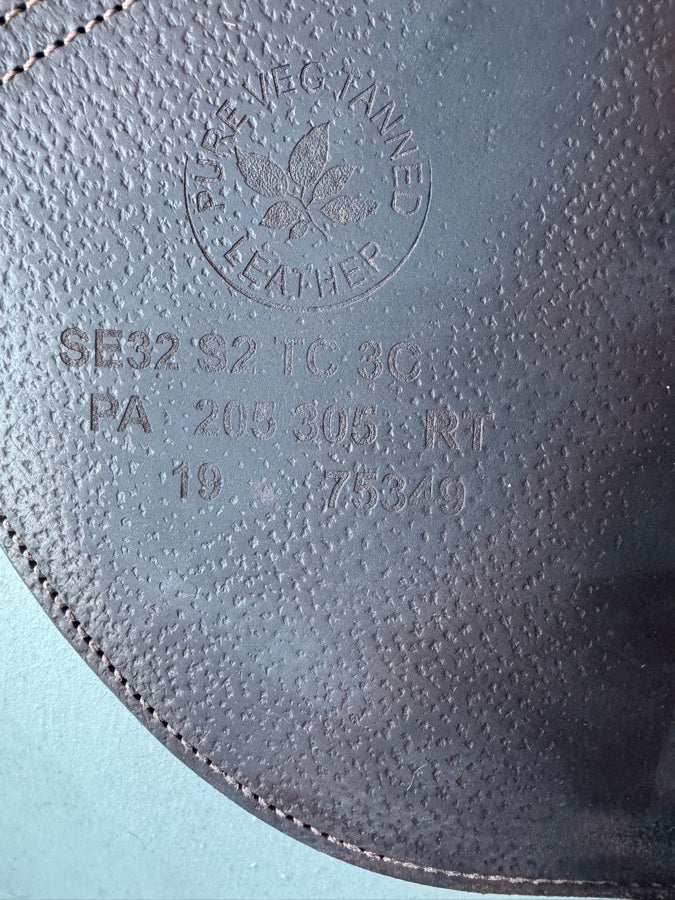 PURE VEG TANNED
LEATHER
SE32 S2 TC 3C
PA 205 305 RT
19 75349